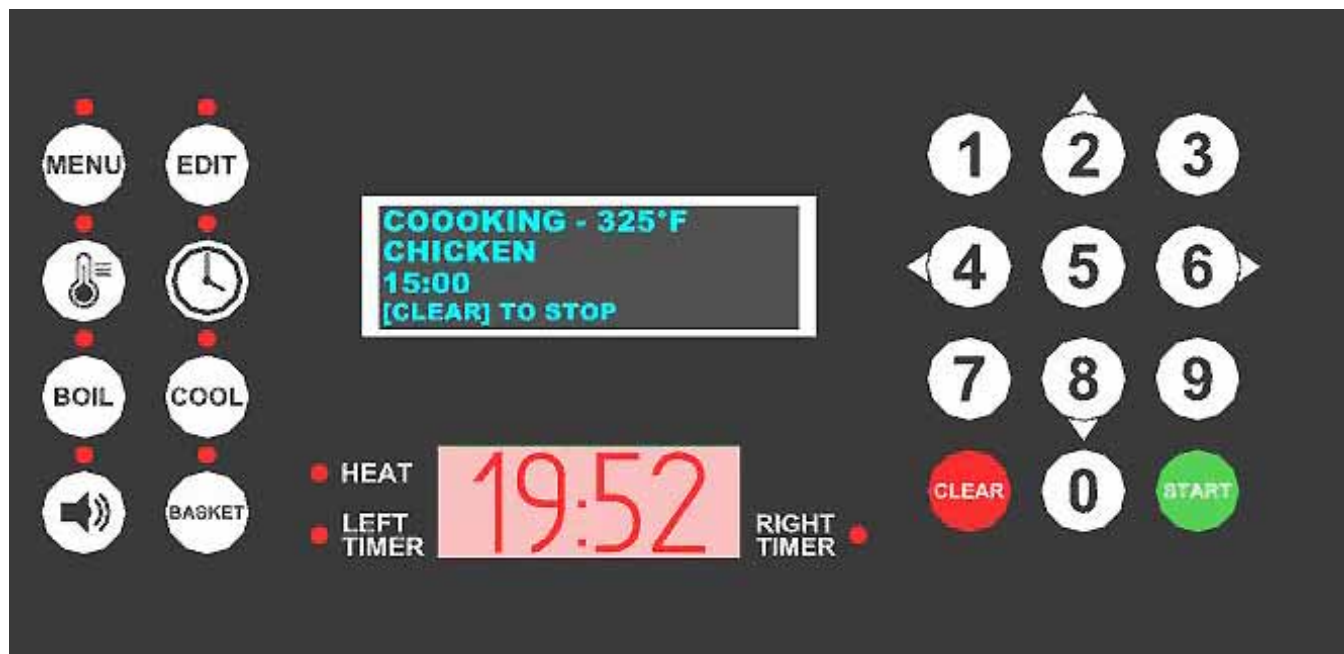 MENU
EDIT
BOIL
COOL
BASKET
COOOKING - 325°F
CHICKEN
15:00
[CLEAR] TO STOP
HEAT
LEFT
TIMER
19:52
RIGHT
TIMER
1 2 3
4 5 6
7 8 9
CLEAR 0 START